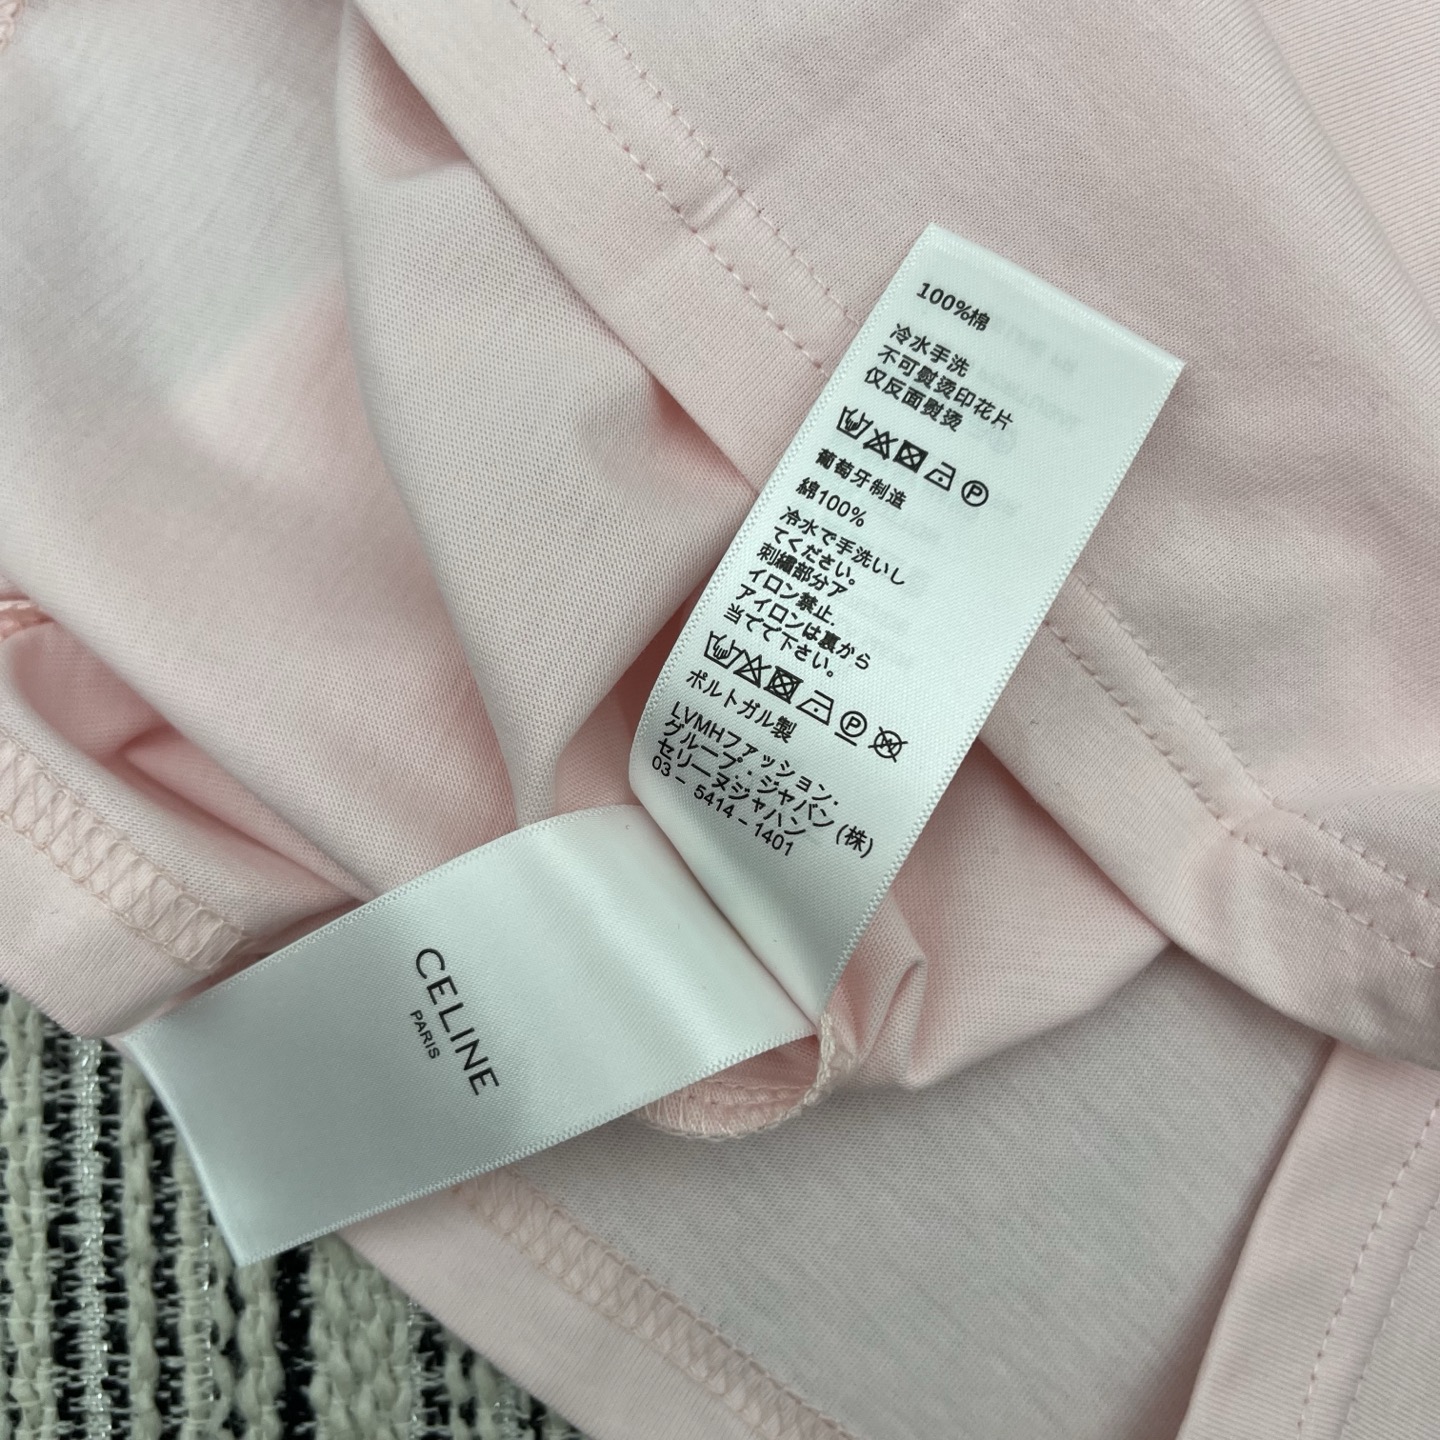 100%棉
冷水手洗
不可熨烫印花片
仅反面熨烫
P
葡萄牙制造
綿100%
冷水で手洗いし
てください。
刺繍部分ア
イロン禁止.
アイロンは裏から
当てて下さい。
P W
ポルトガル製
LVMHファッション・
グループ・ジャパン(株)
セリーヌジャハン
03 - 5414 - 1401
CELINE
PARIS